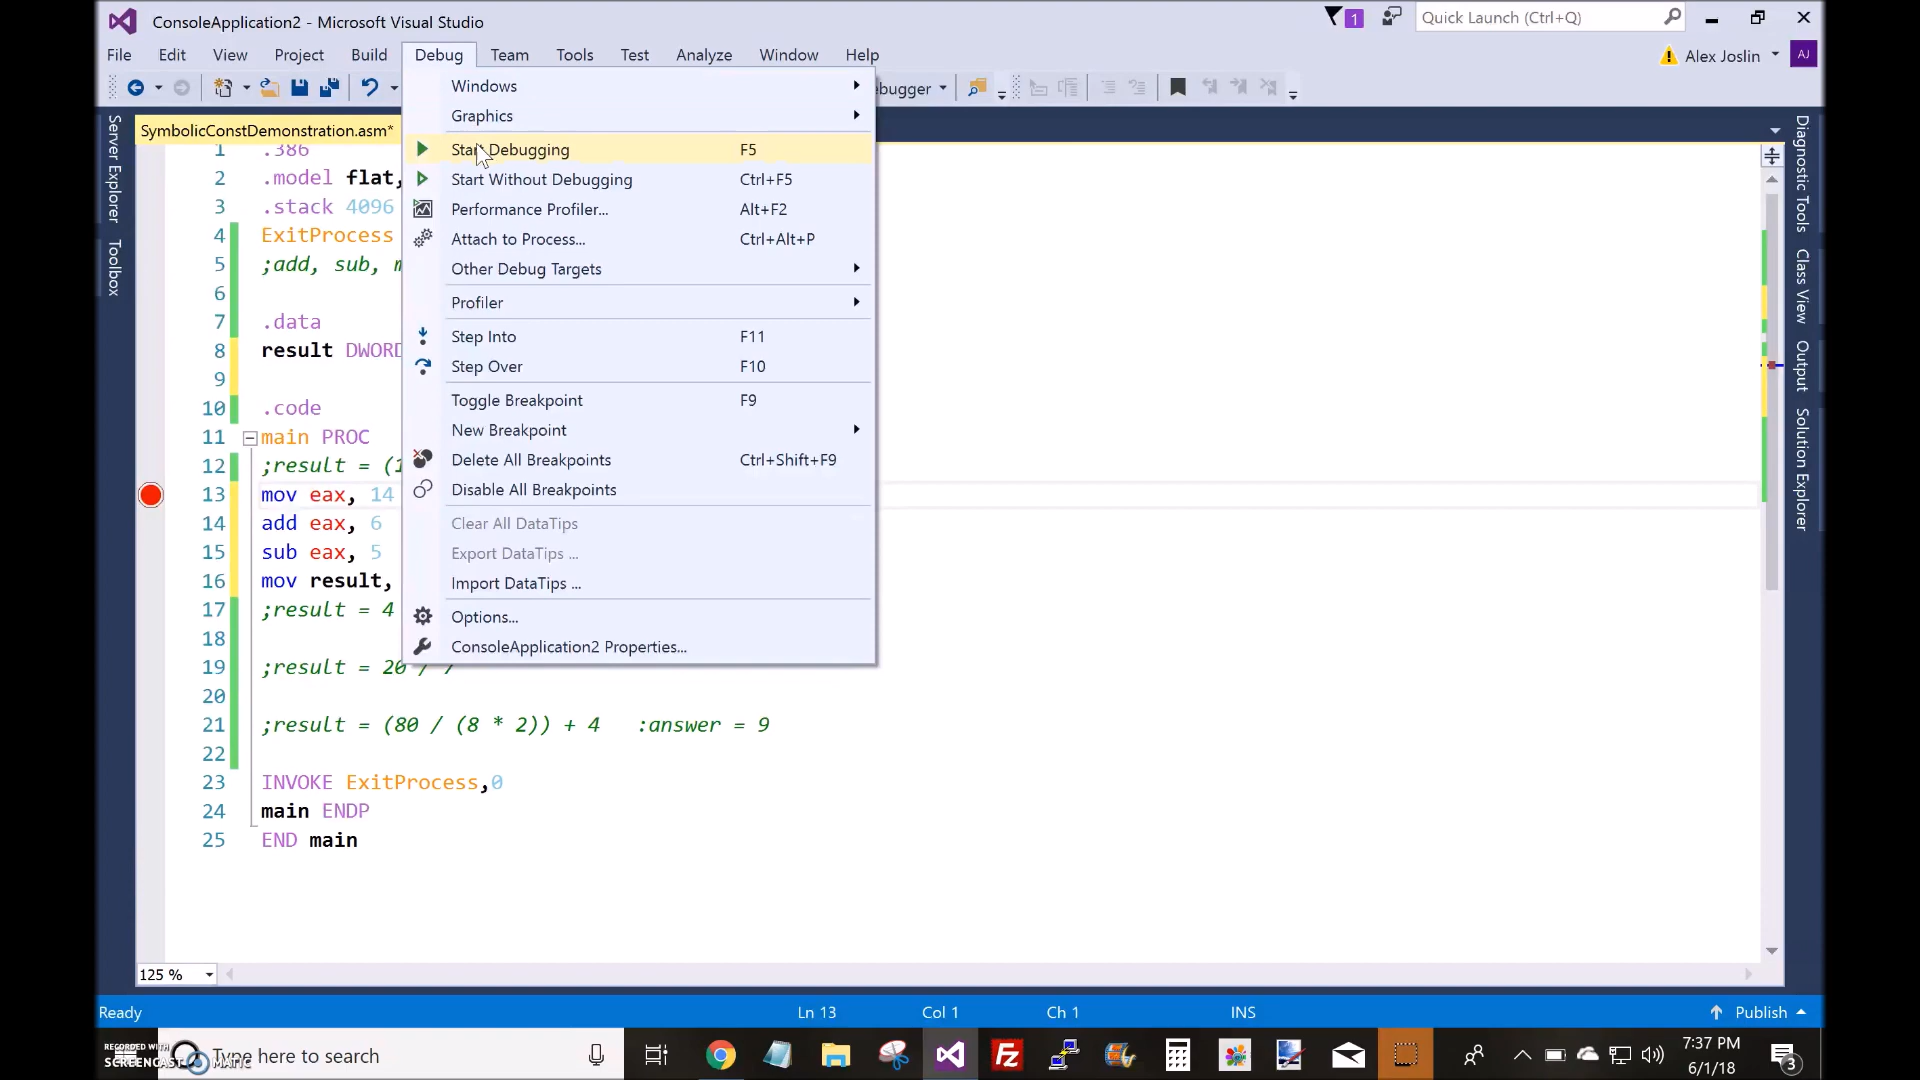 ConsoleApplication2 - Microsoft Visual Studio
1
Quick Launch (Ctrl+Q)
File Edit View Project Build Debug Team Tools Test Analyze Window Help
Alex Joslin AJ
Server Explorer
Toolbox
SymbolicConstDemonstration.asm*
Windows
Graphics
Start Debugging F5
Start Without Debugging Ctrl+F5
Performance Profiler... Alt+F2
Attach to Process... Ctrl+Alt+P
Other Debug Targets
Profiler
Step Into F11
Step Over F10
Toggle Breakpoint F9
New Breakpoint
Delete All Breakpoints Ctrl+Shift+F9
Disable All Breakpoints
Clear All DataTips
Export DataTips ...
Import DataTips ...
Options...
ConsoleApplication2 Properties...
1 .386
2 .model flat,
3 .stack 4096
4 ExitProcess
5 ;add, sub,
6
7 .data
8 result DWORD
9
10 .code
11 main PROC
12 ;result = (1
13 mov eax, 14
14 add eax, 6
15 sub eax, 5
16 mov result,
17 ;result = 4
18
19 ;result = 20 / 7
20
21 ;result = (80 / (8 * 2)) + 4 :answer = 9
22
23 INVOKE ExitProcess,0
24 main ENDP
25 END main
Diagnostic Tools
Class View
Output
Solution Explorer
125 %
Ready Ln 13 Col 1 Ch 1 INS Publish
RECORDED WITH
SCREENCAST MATIC
Type here to search
7:37 PM
6/1/18
3